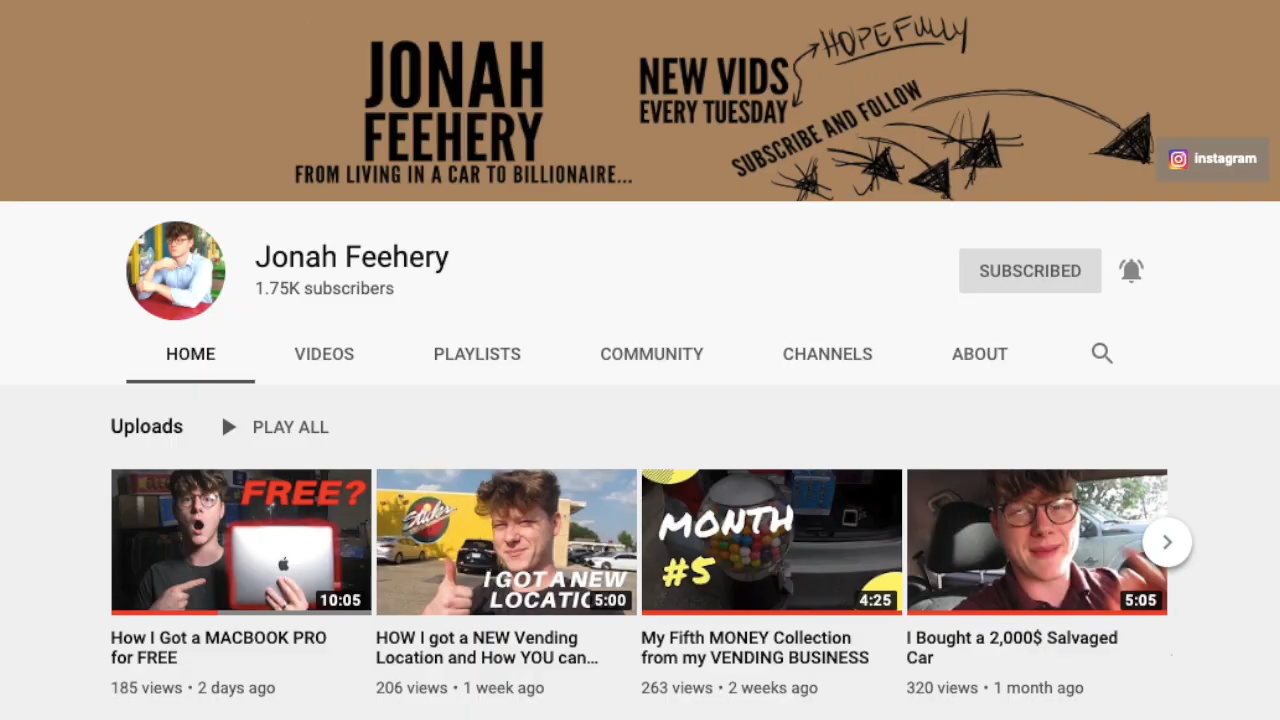 JONAH
FEEHERY
FROM LIVING IN A CAR TO BILLIONAIRE...
NEW VIDS
EVERY TUESDAY
HOPEFULLY
SUBSCRIBE AND FOLLOW
instagram
Jonah Feehery
1.75K subscribers
SUBSCRIBED
HOME VIDEOS PLAYLISTS COMMUNITY CHANNELS ABOUT
Uploads PLAY ALL
FREE?
10:05
I GOT A NEW
LOCATIO
5:00
MONTH
#5
4:25
5:05
How I Got a MACBOOK PRO
for FREE
185 views • 2 days ago
HOW I got a NEW Vending
Location and How YOU can...
206 views • 1 week ago
My Fifth MONEY Collection
from my VENDING BUSINESS
263 views • 2 weeks ago
I Bought a 2,000$ Salvaged
Car
320 views • 1 month ago